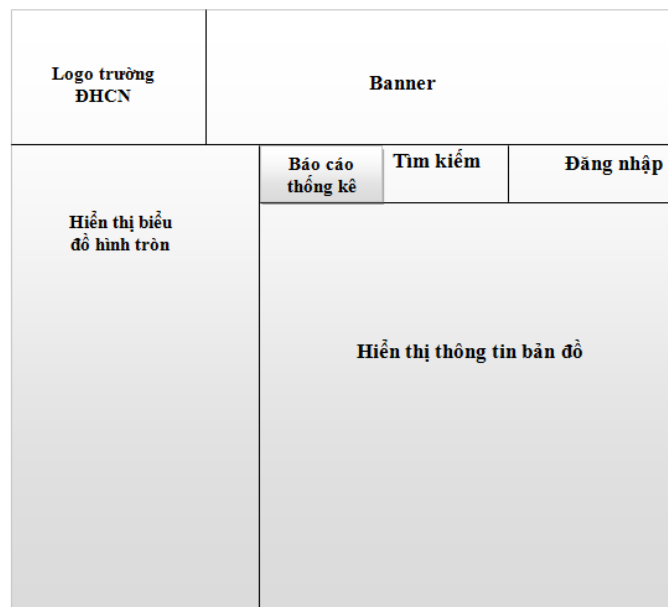 Logo trường
ĐHCN
Banner
Báo cáo
thống kê
Tìm kiếm
Đăng nhập
Hiển thị biểu
đồ hình tròn
Hiển thị thông tin bản đồ